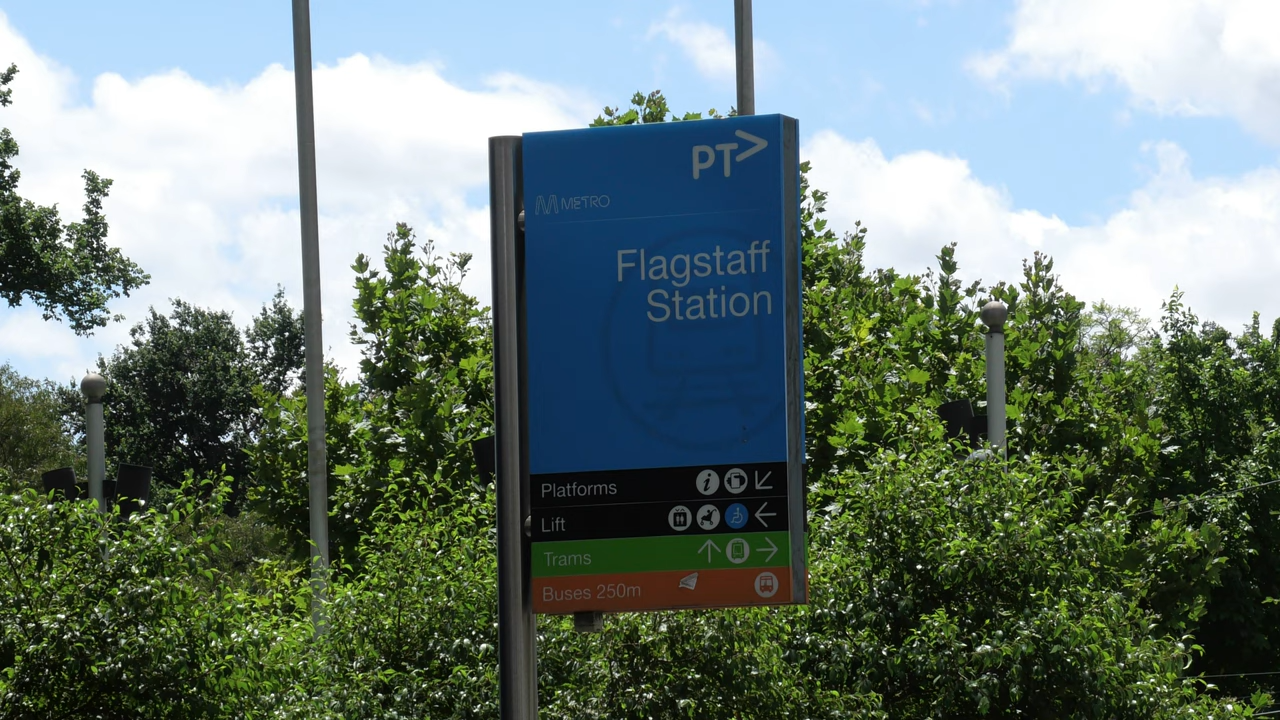 PT>
METRO
Flagstaff
Station
Platforms
Lift
Trams
Buses 250m